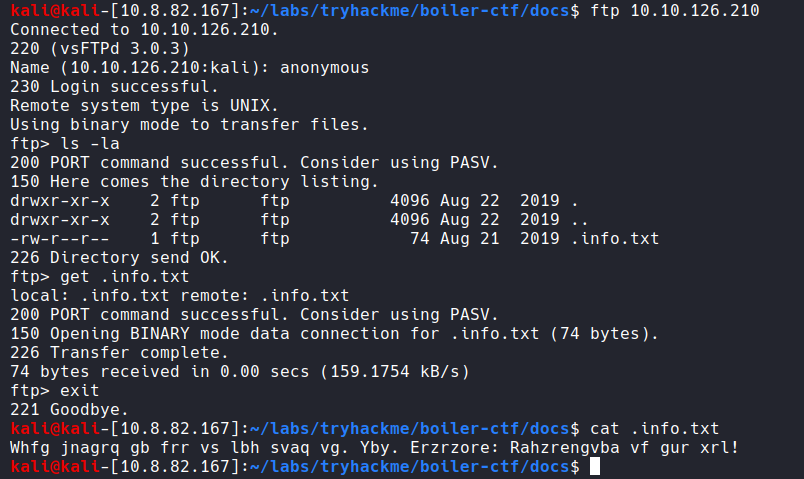 kali@kali-[10.8.82.167]:~/labs/tryhackme/boiler-ctf/docs$ ftp 10.10.126.210
Connected to 10.10.126.210.
220 (vsFTPd 3.0.3)
Name (10.10.126.210:kali): anonymous
230 Login successful.
Remote system type is UNIX.
Using binary mode to transfer files.
ftp> ls -la
200 PORT command successful. Consider using PASV.
150 Here comes the directory listing.
drwxr-xr-x    2 ftp      ftp          4096 Aug 22  2019 .
drwxr-xr-x    2 ftp      ftp          4096 Aug 22  2019 ..
-rw-r--r--    1 ftp      ftp            74 Aug 21  2019 .info.txt
226 Directory send OK.
ftp> get .info.txt
local: .info.txt remote: .info.txt
200 PORT command successful. Consider using PASV.
150 Opening BINARY mode data connection for .info.txt (74 bytes).
226 Transfer complete.
74 bytes received in 0.00 secs (159.1754 kB/s)
ftp> exit
221 Goodbye.
kali@kali-[10.8.82.167]:~/labs/tryhackme/boiler-ctf/docs$ cat .info.txt
Whfg jnagrq gb frr vs lbh svaq vg. Yby. Erzrzore: Rahzrengvba vf gur xrl!
kali@kali-[10.8.82.167]:~/labs/tryhackme/boiler-ctf/docs$